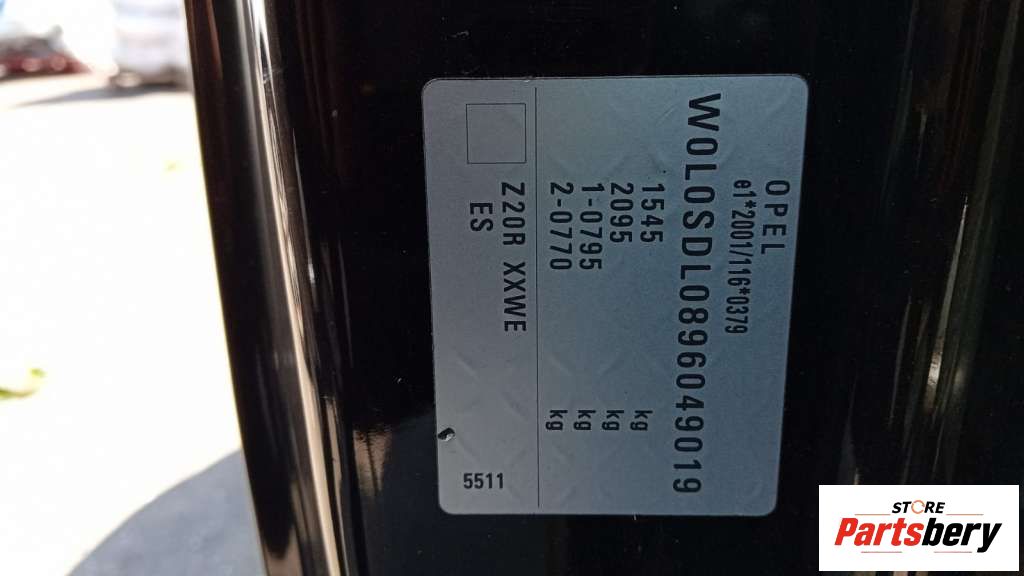 OPEL
e1*2001/116*0379
W0L0SDL0896049019
1545 kg
2095 kg
1-0795 kg
2-0770 kg
Z20R XXWE
ES
5511
STORE
Partsbery